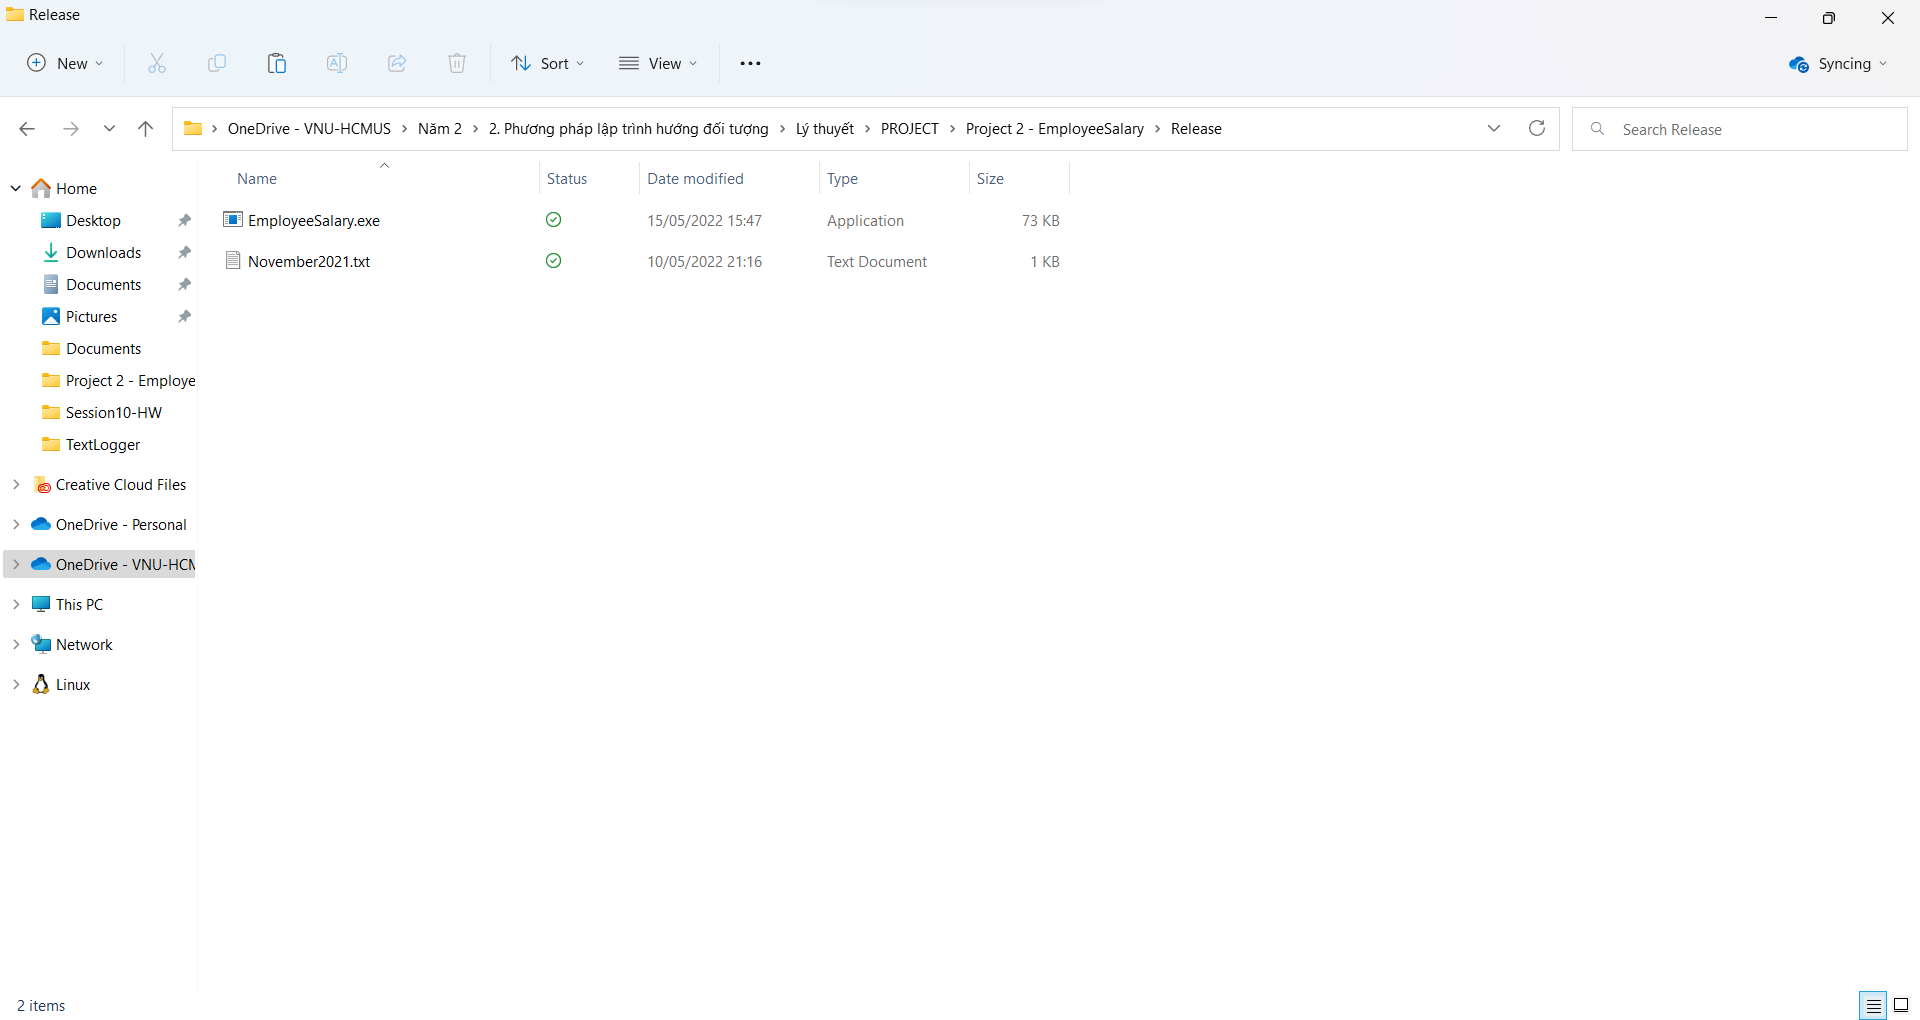 Release
New
Sort
View
Syncing
OneDrive - VNU-HCMUS > Năm 2 > 2. Phương pháp lập trình hướng đối tượng > Lý thuyết > PROJECT > Project 2 - EmployeeSalary > Release
Search Release
Name Status Date modified Type Size
EmployeeSalary.exe 15/05/2022 15:47 Application 73 KB
November2021.txt 10/05/2022 21:16 Text Document 1 KB
Home
Desktop
Downloads
Documents
Pictures
Documents
Project 2 - Employe
Session10-HW
TextLogger
Creative Cloud Files
OneDrive - Personal
OneDrive - VNU-HCM
This PC
Network
Linux
2 items